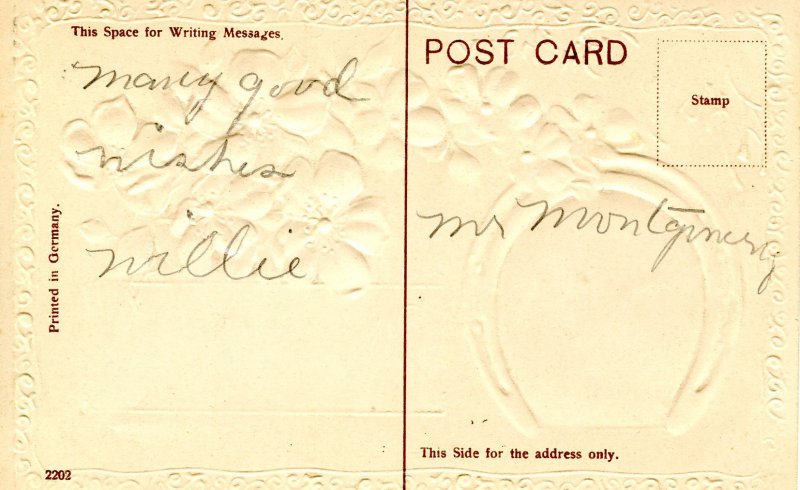 This Space for Writing Messages.
many good
wishes
willie
Printed in Germany.
2202
POST CARD
Stamp
mr Montgomery
This Side for the address only.